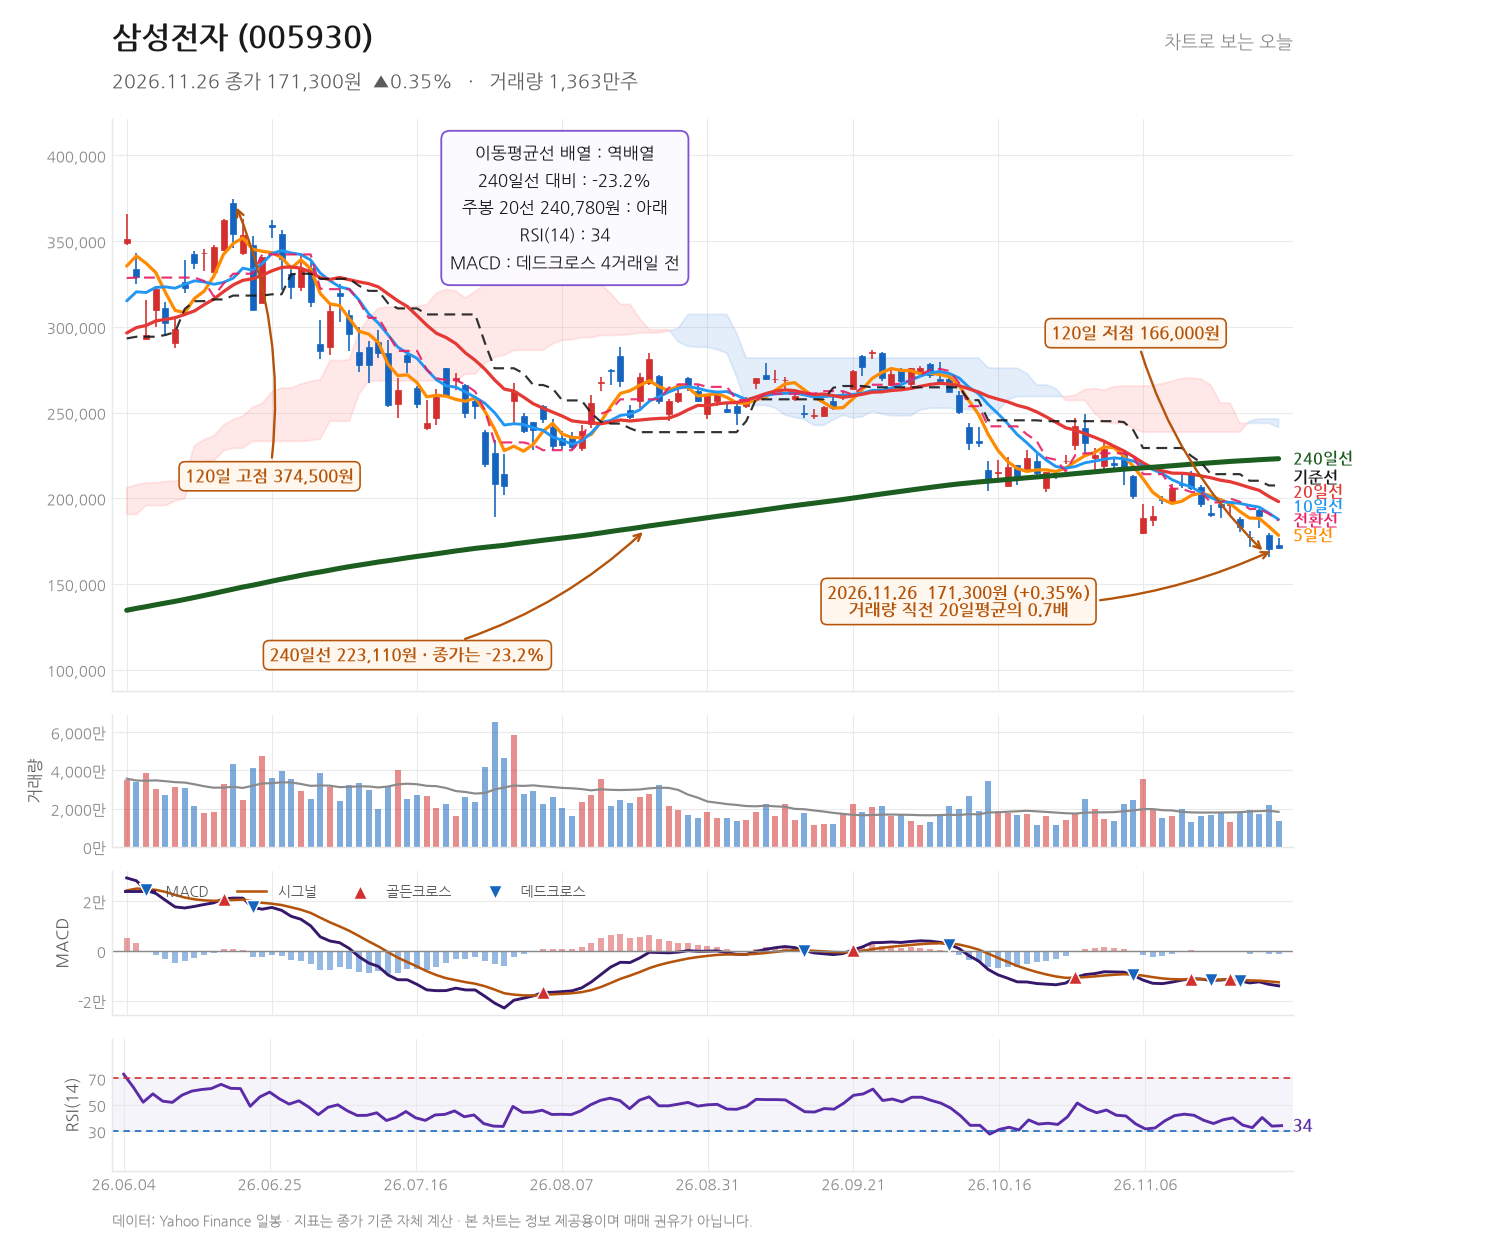 삼성전자 (005930)
차트로 보는 오늘
2026.11.26 종가 171,300원 ▲0.35% · 거래량 1,363만주
이동평균선 배열 : 역배열
240일선 대비 : -23.2%
주봉 20선 240,780원 : 아래
RSI(14) : 34
MACD : 데드크로스 4거래일 전
400,000
350,000
300,000
250,000
200,000
150,000
100,000
120일 저점 166,000원
120일 고점 374,500원
240일선
기준선
20일선
10일선
전환선
5일선
2026.11.26 171,300원 (+0.35%)
거래량 직전 20일평균의 0.7배
240일선 223,110원 · 종가는 -23.2%
거래량
6,000만
4,000만
2,000만
0만
MACD
MACD 시그널 골든크로스 데드크로스
2만
0
-2만
RSI(14)
70
50
30
34
26.06.04 26.06.25 26.07.16 26.08.07 26.08.31 26.09.21 26.10.16 26.11.06
데이터: Yahoo Finance 일봉 · 지표는 종가 기준 자체 계산 · 본 차트는 정보 제공용이며 매매 권유가 아닙니다.